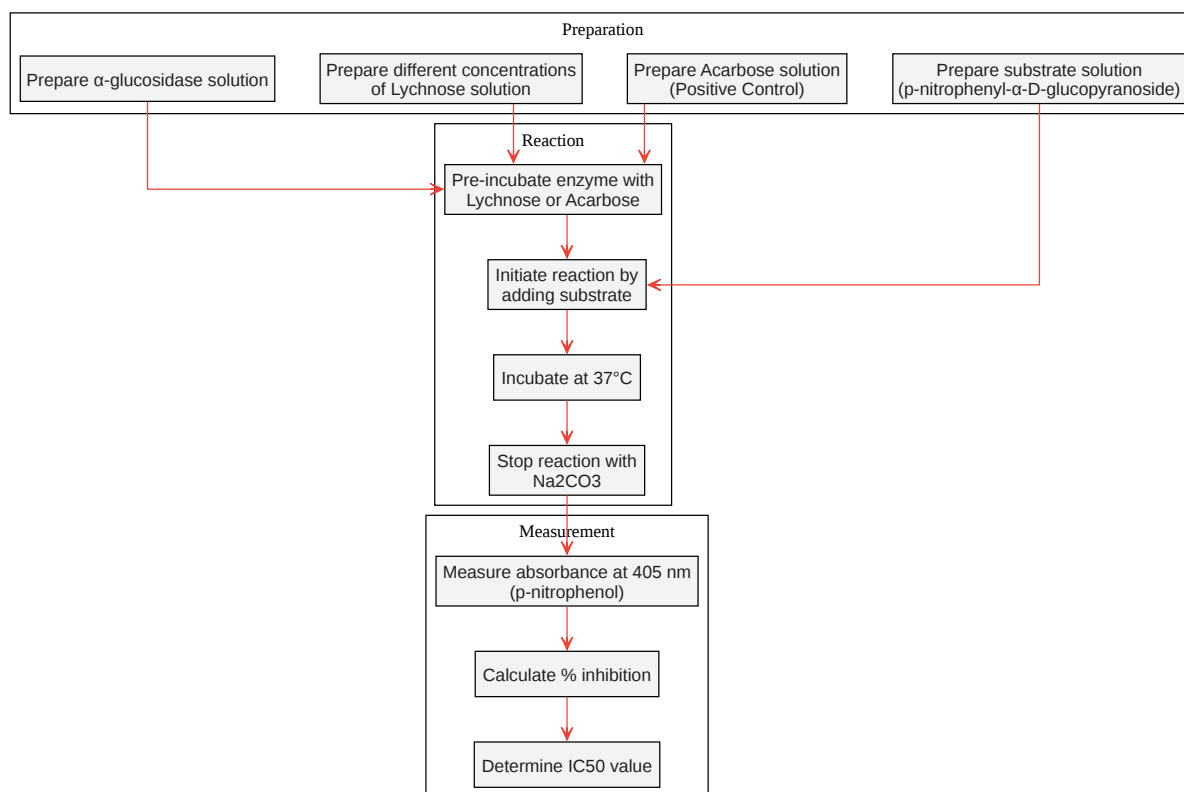 Preparation
Prepare α-glucosidase solution
Prepare different concentrations
of Lychnose solution
Prepare Acarbose solution
(Positive Control)
Prepare substrate solution
(p-nitrophenyl-α-D-glucopyranoside)
Reaction
Pre-incubate enzyme with
Lychnose or Acarbose
Initiate reaction by
adding substrate
Incubate at 37°C
Stop reaction with
Na2CO3
Measurement
Measure absorbance at 405 nm
(p-nitrophenol)
Calculate % inhibition
Determine IC50 value